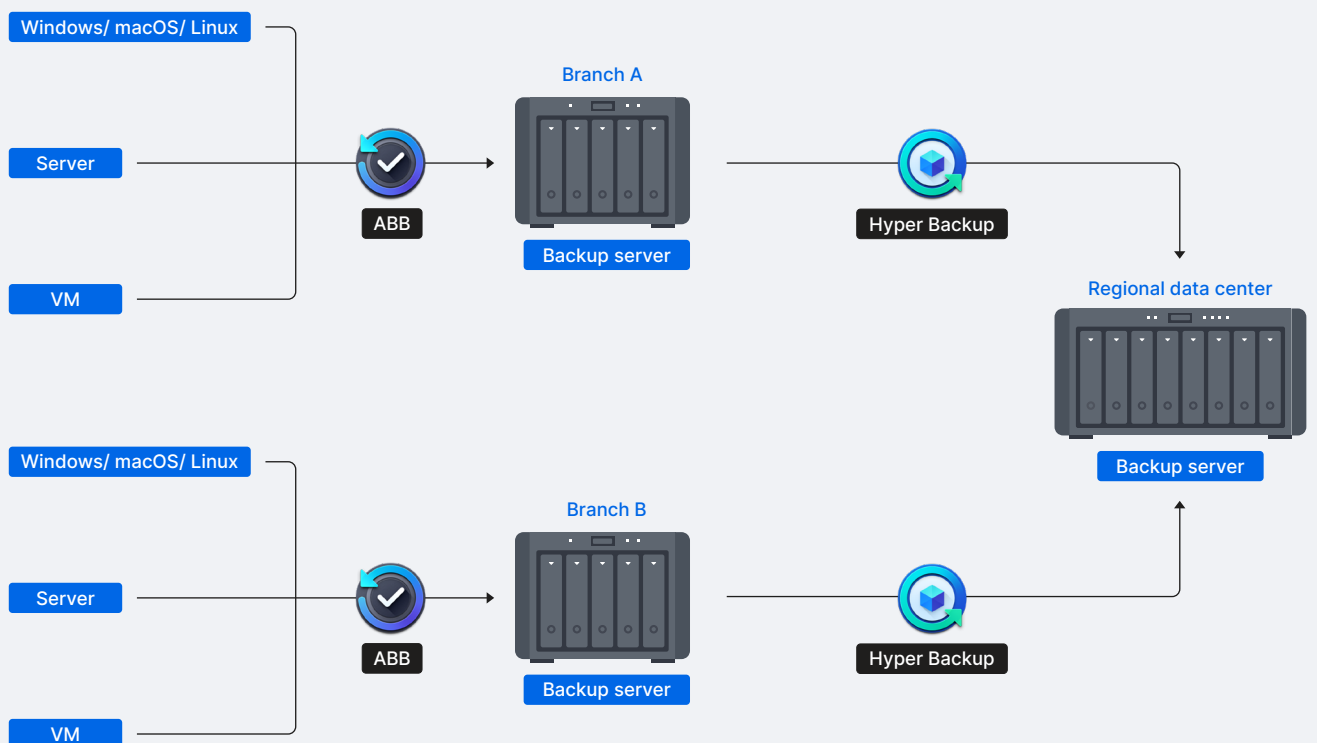 Windows/ macOS/ Linux
Branch A
Server
ABB
Hyper Backup
Backup server
VM
Regional data center
Windows/ macOS/ Linux
Backup server
Branch B
Server
ABB
Hyper Backup
Backup server
VM